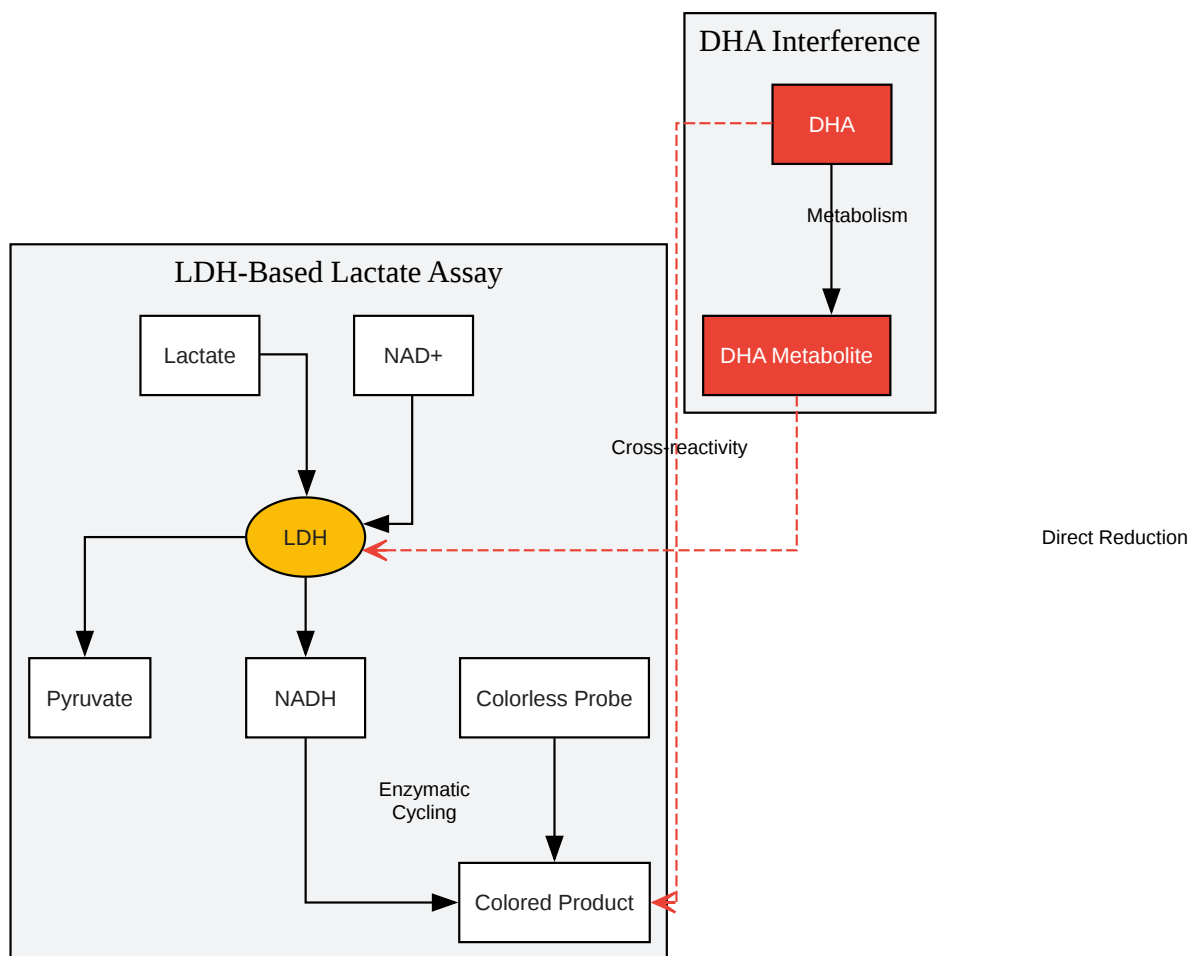 DHA Interference
DHA
Metabolism
DHA Metabolite
LDH-Based Lactate Assay
Lactate
NAD+
Cross-reactivity
LDH
Direct Reduction
Pyruvate
NADH
Colorless Probe
Enzymatic
Cycling
Colored Product